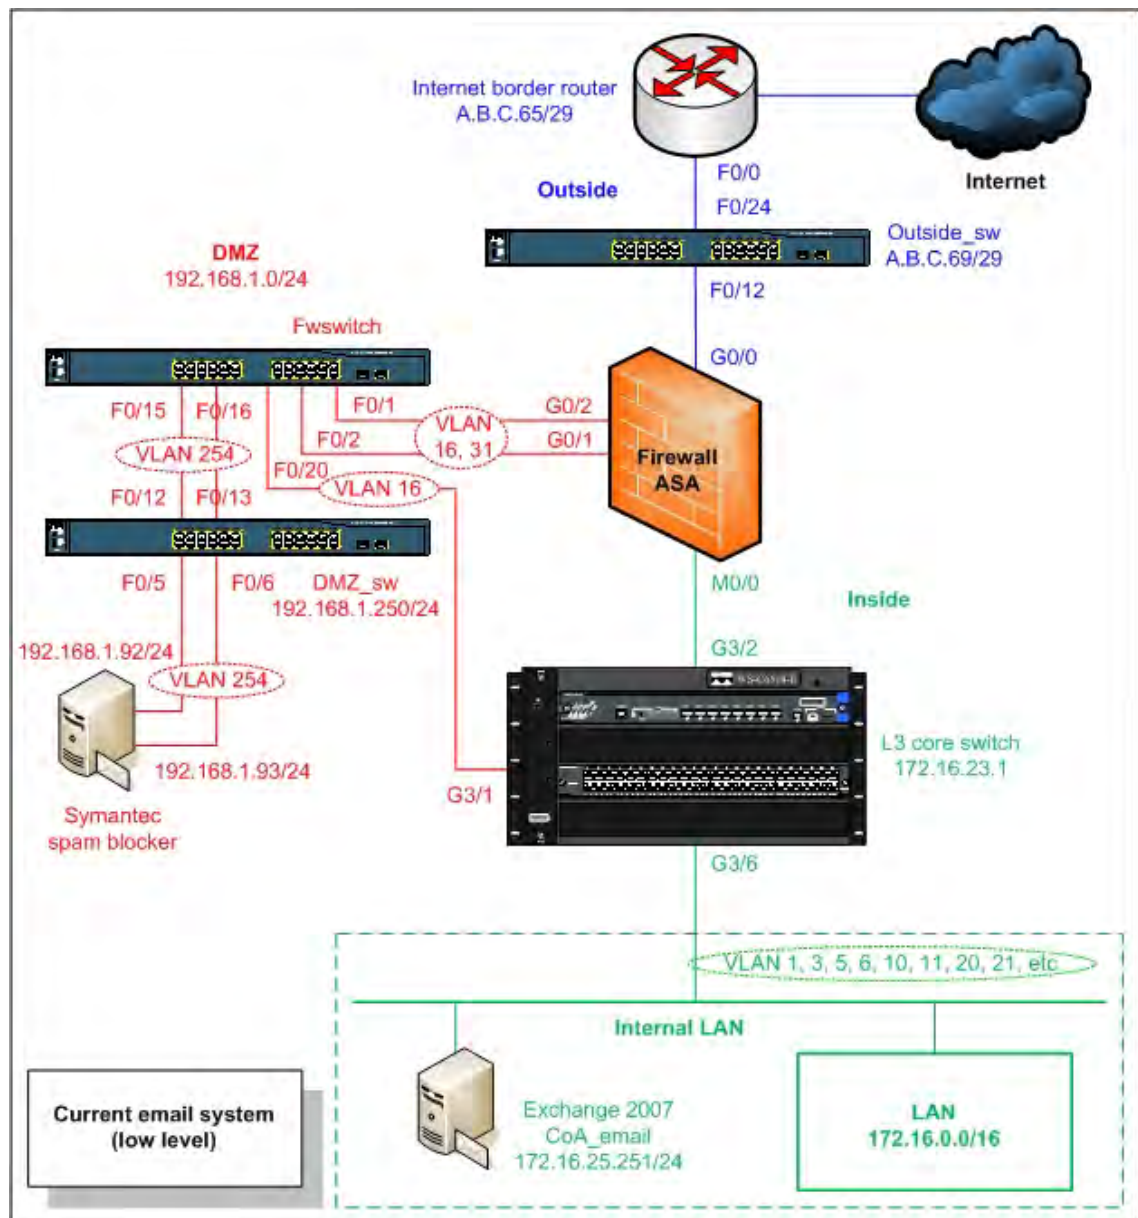 Internet border router
A.B.C.65/29
Internet
F0/0
Outside
F0/24
Outside_sw
A.B.C.69/29
DMZ
192.168.1.0/24
F0/12
Fwswitch
G0/0
F0/15
F0/16
F0/1
VLAN
16, 31
G0/2
F0/2
G0/1
VLAN 254
F0/20
VLAN 16
Firewall
ASA
F0/12
F0/13
F0/5
F0/6
DMZ_sw
192.168.1.250/24
M0/0
Inside
G3/2
192.168.1.92/24
VLAN 254
192.168.1.93/24
Symantec
spam blocker
G3/1
L3 core switch
172.16.23.1
G3/6
VLAN 1, 3, 5, 6, 10, 11, 20, 21, etc
Internal LAN
Current email system
(low level)
Exchange 2007
CoA_email
172.16.25.251/24
LAN
172.16.0.0/16